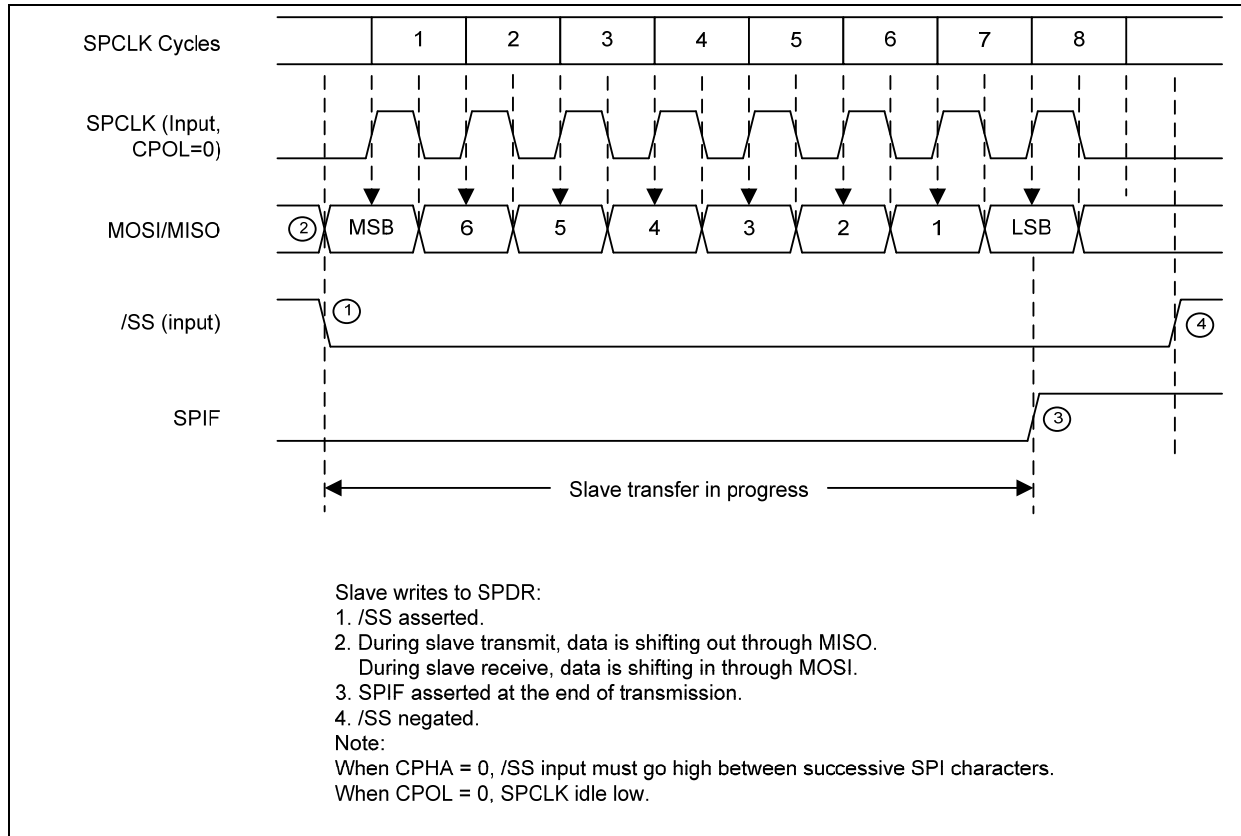 SPCLK Cycles
1 2 3 4 5 6 7 8
SPCLK (Input,
CPOL=0)
MOSI/MISO
2 MSB 6 5 4 3 2 1 LSB
/SS (input)
1
4
SPIF
3
Slave transfer in progress
Slave writes to SPDR:
1. /SS asserted.
2. During slave transmit, data is shifting out through MISO.
During slave receive, data is shifting in through MOSI.
3. SPIF asserted at the end of transmission.
4. /SS negated.
Note:
When CPHA = 0, /SS input must go high between successive SPI characters.
When CPOL = 0, SPCLK idle low.